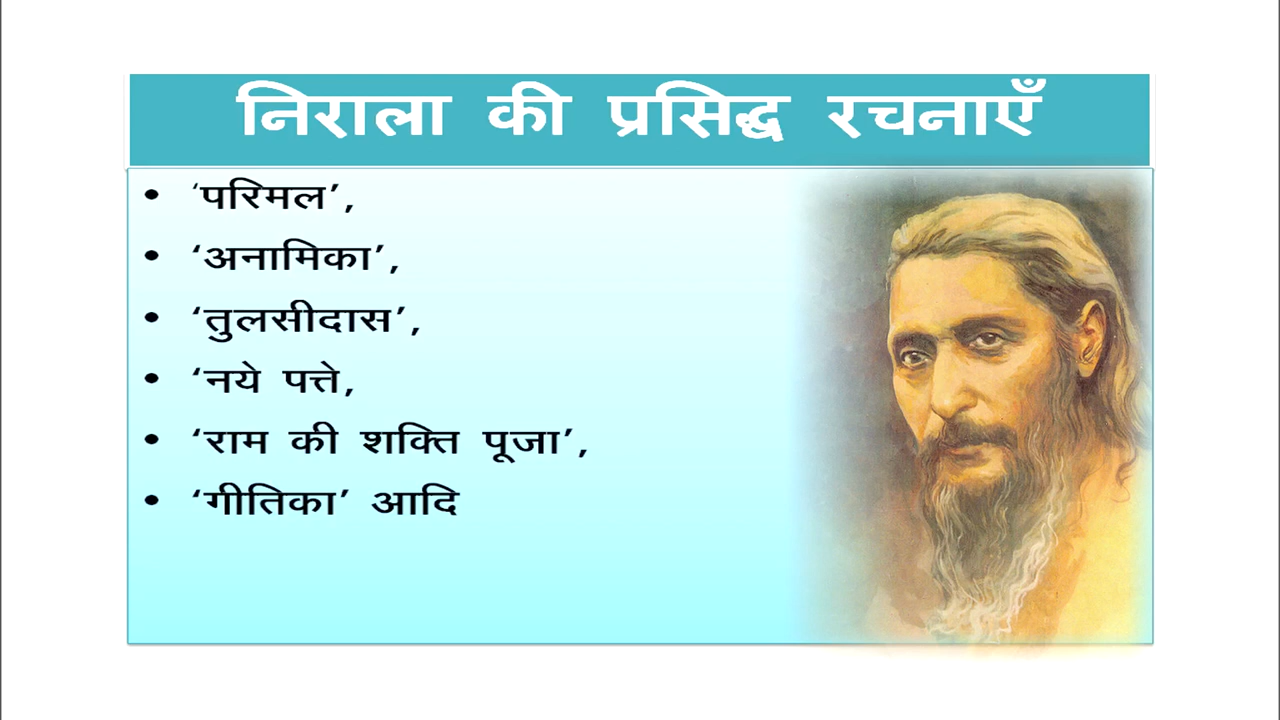 निराला की प्रसिद्ध रचनाएँ
• ‘परिमल’,
• ‘अनामिका’,
• ‘तुलसीदास’,
• ‘नये पत्ते,
• ‘राम की शक्ति पूजा’,
• ‘गीतिका’ आदि